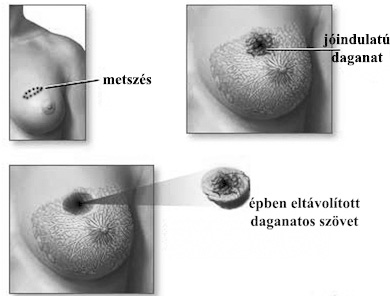 metszés
jóindulatú
daganat
épben eltávolított
daganatos szövet